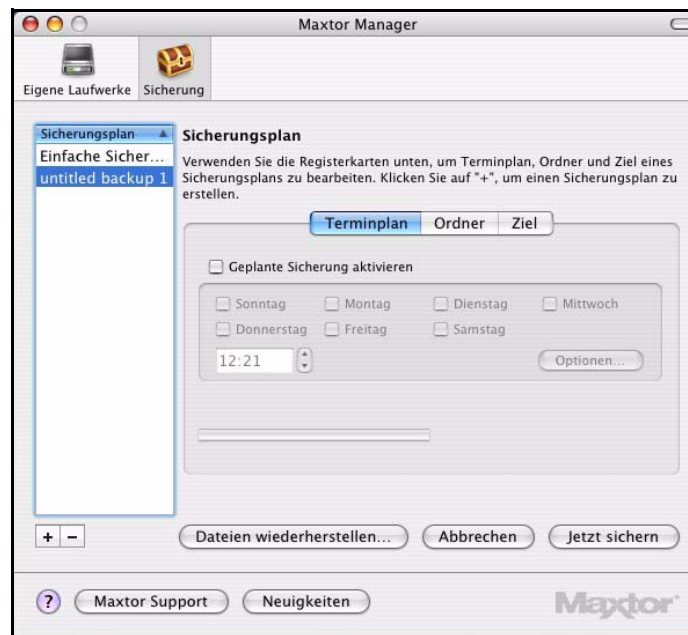 Maxtor Manager
Eigene Laufwerke Sicherung
Sicherungsplan
Einfache Sicher...
untitled backup 1
Sicherungsplan
Verwenden Sie die Registerkarten unten, um Terminplan, Ordner und Ziel eines
Sicherungsplans zu bearbeiten. Klicken Sie auf "+", um einen Sicherungsplan zu
erstellen.
Terminplan Ordner Ziel
Geplante Sicherung aktivieren
Sonntag Montag Dienstag Mittwoch
Donnerstag Freitag Samstag
12:21 Optionen...
+ − Dateien wiederherstellen... Abbrechen Jetzt sichern
? Maxtor Support Neuigkeiten Maxtor